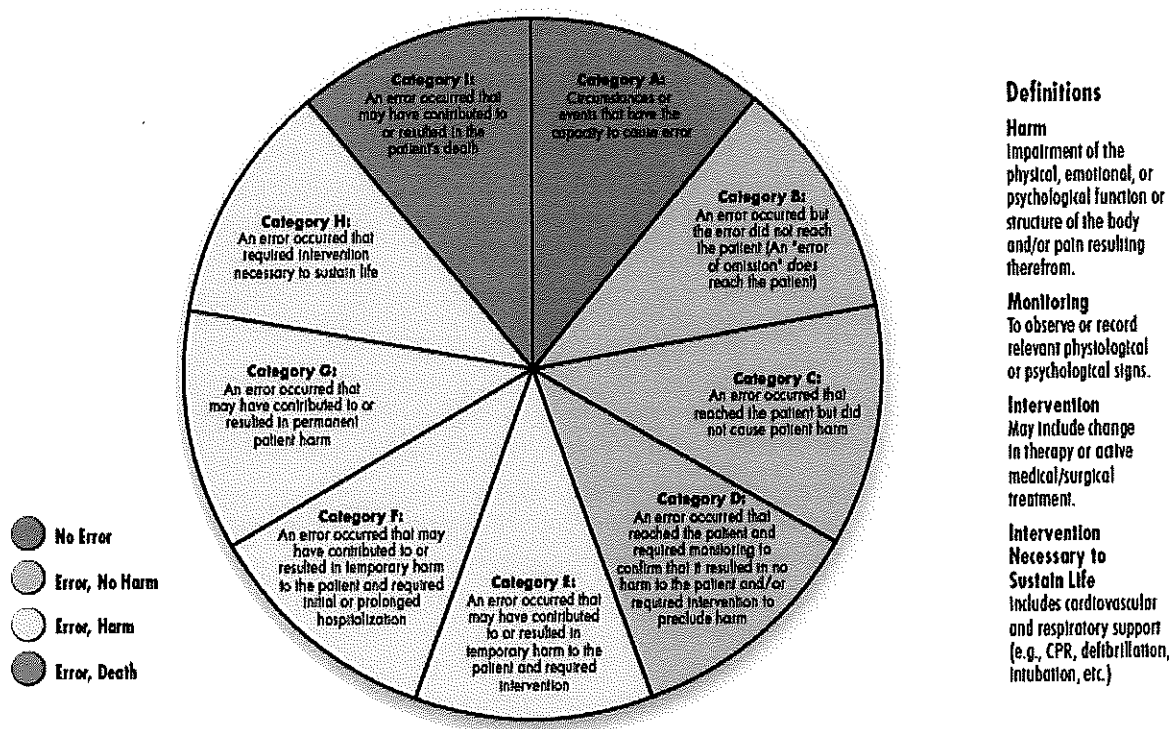 Category I:
An error occurred that
may have contributed to
or resulted in the
patient's death
Category A:
Circumstances or
events that have the
capacity to cause error
Category B:
An error occurred but
the error did not reach
the patient (An "error
of omission" does
reach the patient)
Category C:
An error occurred that
reached the patient but did
not cause patient harm
Category D:
An error occurred that
reached the patient and
required monitoring to
confirm that it resulted in no
harm to the patient and/or
required intervention to
preclude harm
Category E:
An error occurred that
may have contributed
to or resulted in
temporary harm to the
patient and required
intervention
Category F:
An error occurred that may
have contributed to or
resulted in temporary harm
to the patient and required
initial or prolonged
hospitalization
Category G:
An error occurred that
may have contributed to or
resulted in permanent
patient harm
Category H:
An error occurred that
required intervention
necessary to sustain life
No Error
Error, No Harm
Error, Harm
Error, Death
Definitions
Harm
Impairment of the
physical, emotional, or
psychological function or
structure of the body
and/or pain resulting
therefrom.
Monitoring
To observe or record
relevant physiological
or psychological signs.
Intervention
May include change
in therapy or active
medical/surgical
treatment.
Intervention
Necessary to
Sustain Life
Includes cardiovascular
and respiratory support
(e.g., CPR, defibrillation,
intubation, etc.)